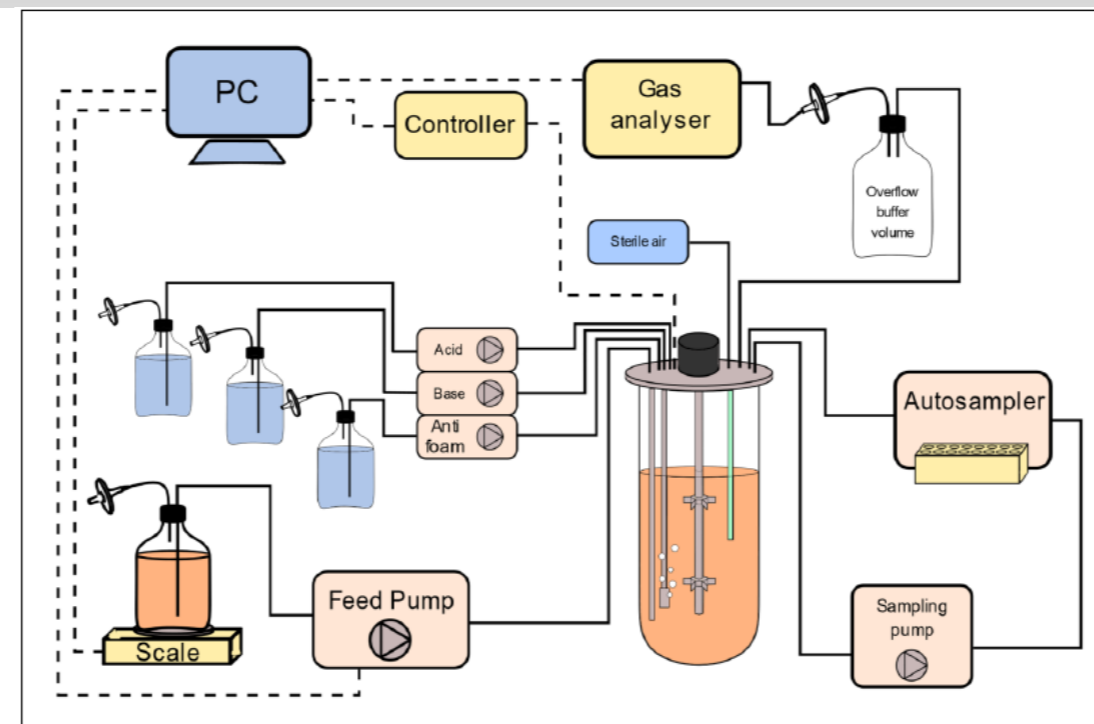 PC
Controller
Gas
analyser
Overflow
buffer
volume
Sterile air
Acid
Base
Anti
foam
Autosampler
Feed Pump
Scale
Sampling
pump